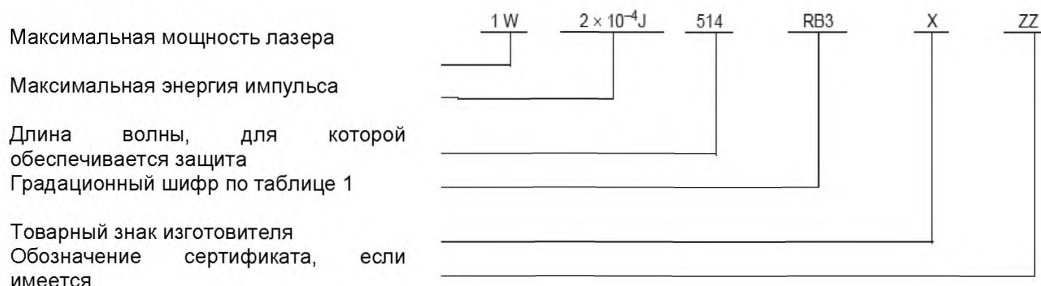 1 W 2 × 10⁻⁴J 514 RB3 X ZZ
Максимальная мощность лазера
Максимальная энергия импульса
Длина волны, для которой
обеспечивается защита
Градационный шифр по таблице 1
Товарный знак изготовителя
Обозначение сертификата, если
имеется